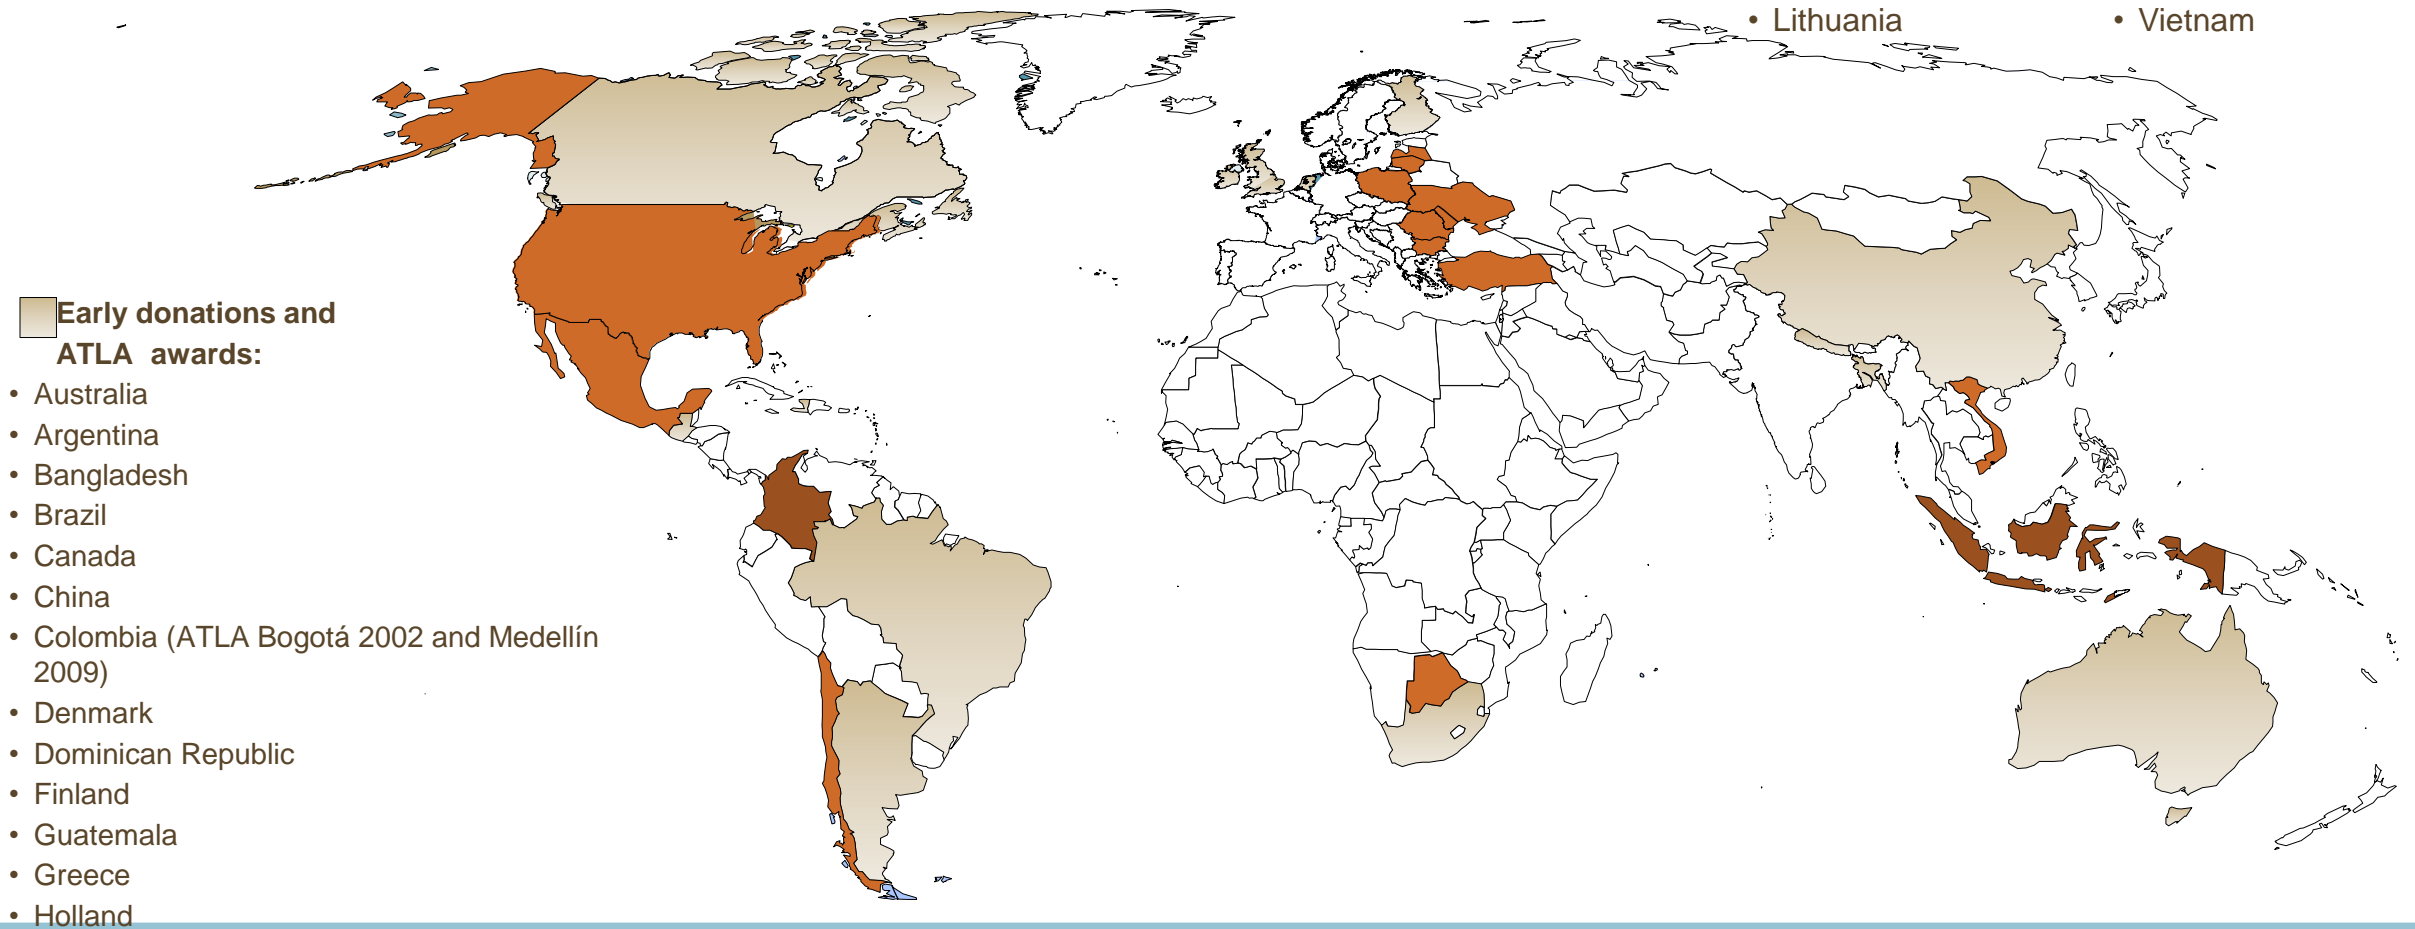 • Lithuania
• Vietnam
Early donations and
ATLA awards:
• Australia
• Argentina
• Bangladesh
• Brazil
• Canada
• China
• Colombia (ATLA Bogotá 2002 and Medellín
2009)
• Denmark
• Dominican Republic
• Finland
• Guatemala
• Greece
• Holland